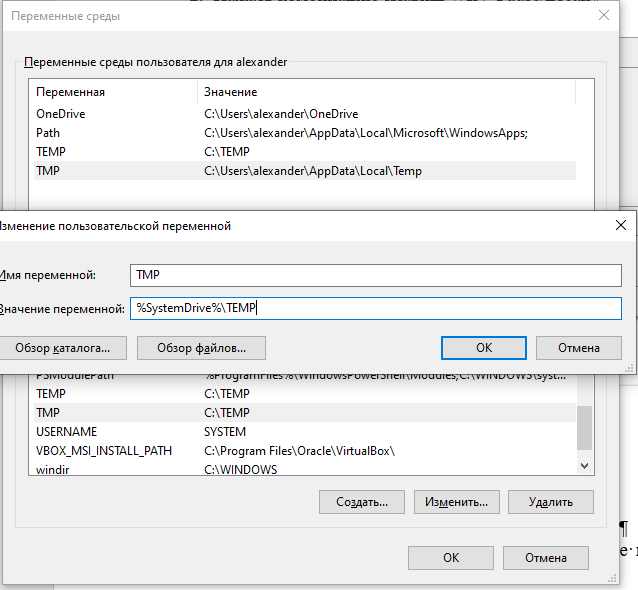 Переменные среды
Переменные среды пользователя для alexander
Переменная Значение
OneDrive C:\Users\alexander\OneDrive
Path C:\Users\alexander\AppData\Local\Microsoft\WindowsApps;
TEMP C:\TEMP
TMP C:\Users\alexander\AppData\Local\Temp
Изменение пользовательской переменной
Имя переменной: TMP
Значение переменной: %SystemDrive%\TEMP
Обзор каталога... Обзор файлов... ОК Отмена
PSModulePath %ProgramFiles%\WindowsPowerShell\Modules;C:\WINDOWS\syst...
TEMP C:\TEMP
TMP C:\TEMP
USERNAME SYSTEM
VBOX_MSI_INSTALL_PATH C:\Program Files\Oracle\VirtualBox\
windir C:\WINDOWS
Создать... Изменить... Удалить
ОК Отмена